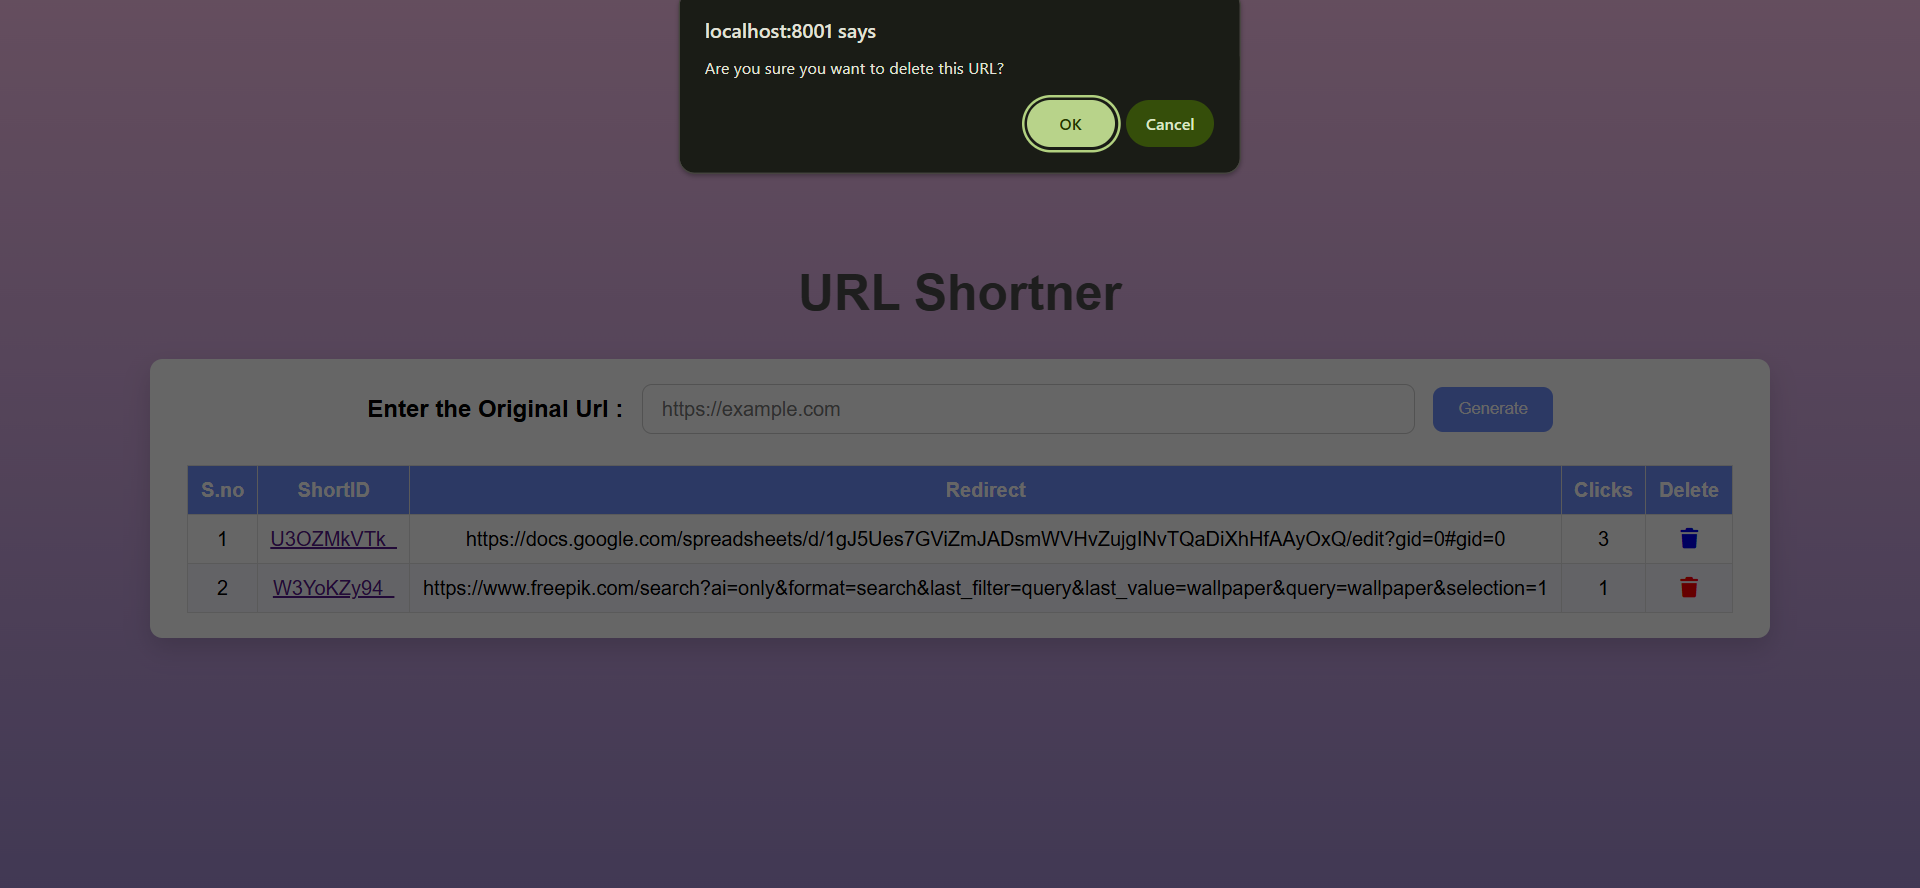 localhost:8001 says
Are you sure you want to delete this URL?
OK Cancel
URL Shortner
Enter the Original Url : https://example.com Generate
S.no ShortID Redirect Clicks Delete
1 U3OZMkVTk https://docs.google.com/spreadsheets/d/1gJ5Ues7GViZmJADsmWVHvZujgINvTQaDiXhHfAAyOxQ/edit?gid=0#gid=0 3
2 W3YoKZy94 https://www.freepik.com/search?ai=only&format=search&last_filter=query&last_value=wallpaper&query=wallpaper&selection=1 1